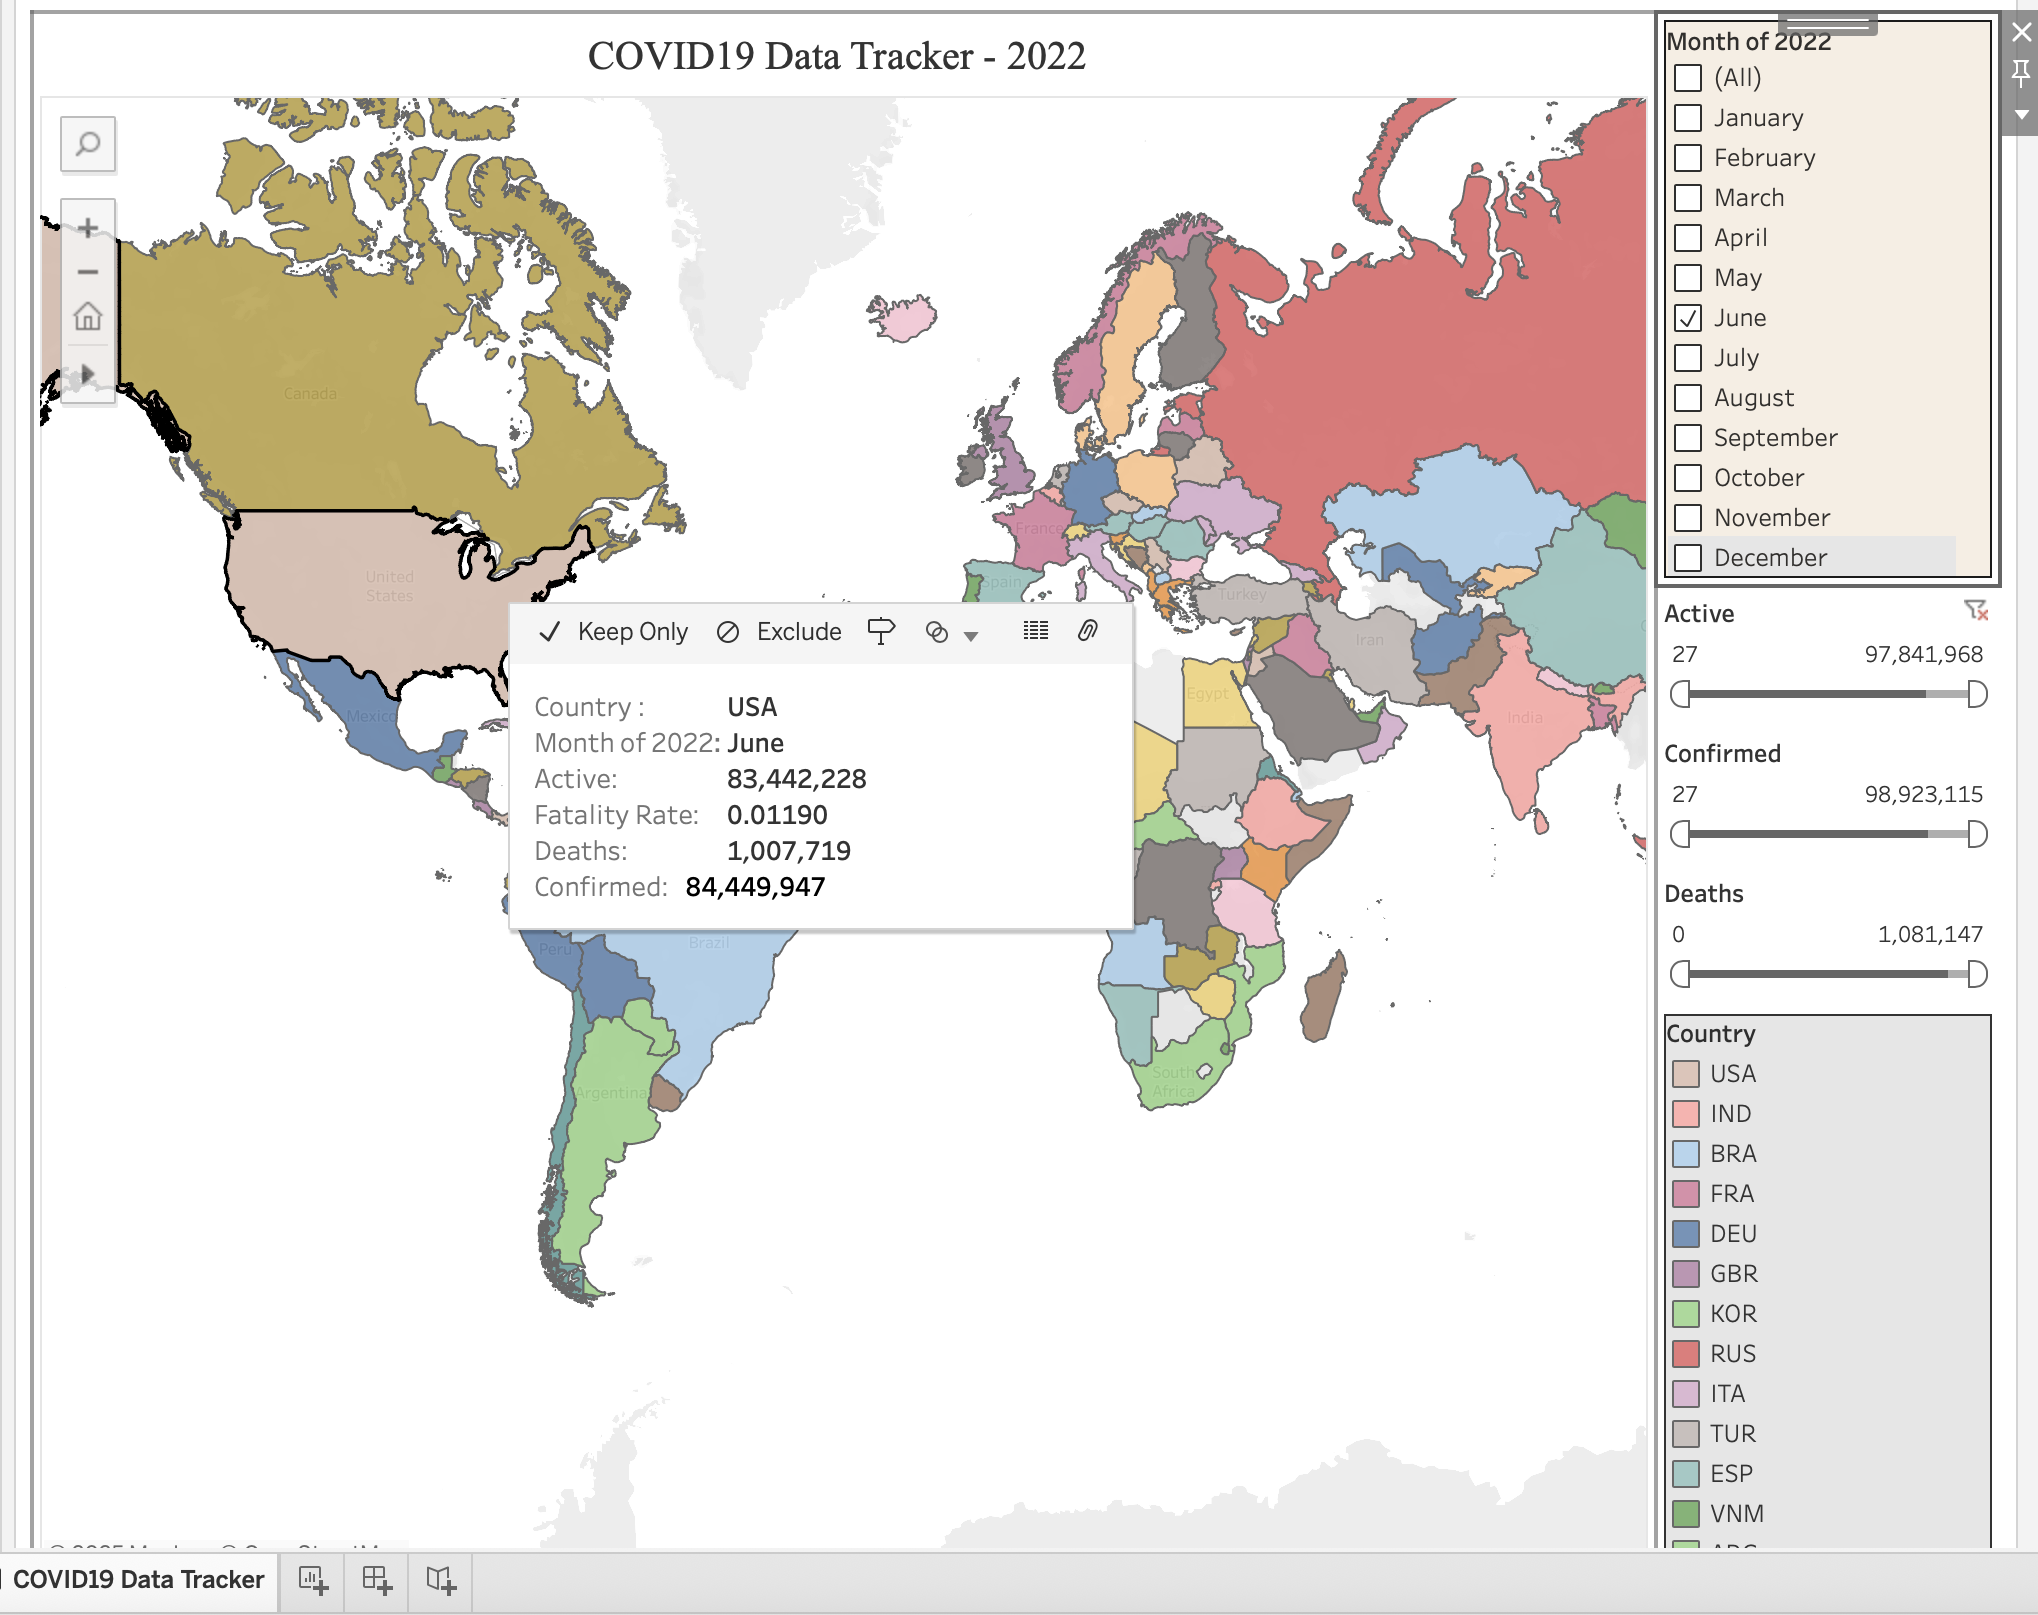 COVID19 Data Tracker - 2022
Canada
United
States
Mexico
France
Spain
Turkey
Iran
Egypt
India
Keep Only
Exclude
Country : USA
Month of 2022: June
Active: 83,442,228
Fatality Rate: 0.01190
Deaths: 1,007,719
Confirmed: 84,449,947
Peru
Brazil
Argentina
South
Africa
Month of 2022
(All)
January
February
March
April
May
June
July
August
September
October
November
December
Active
27 97,841,968
Confirmed
27 98,923,115
Deaths
0 1,081,147
Country
USA
IND
BRA
FRA
DEU
GBR
KOR
RUS
ITA
TUR
ESP
VNM
COVID19 Data Tracker